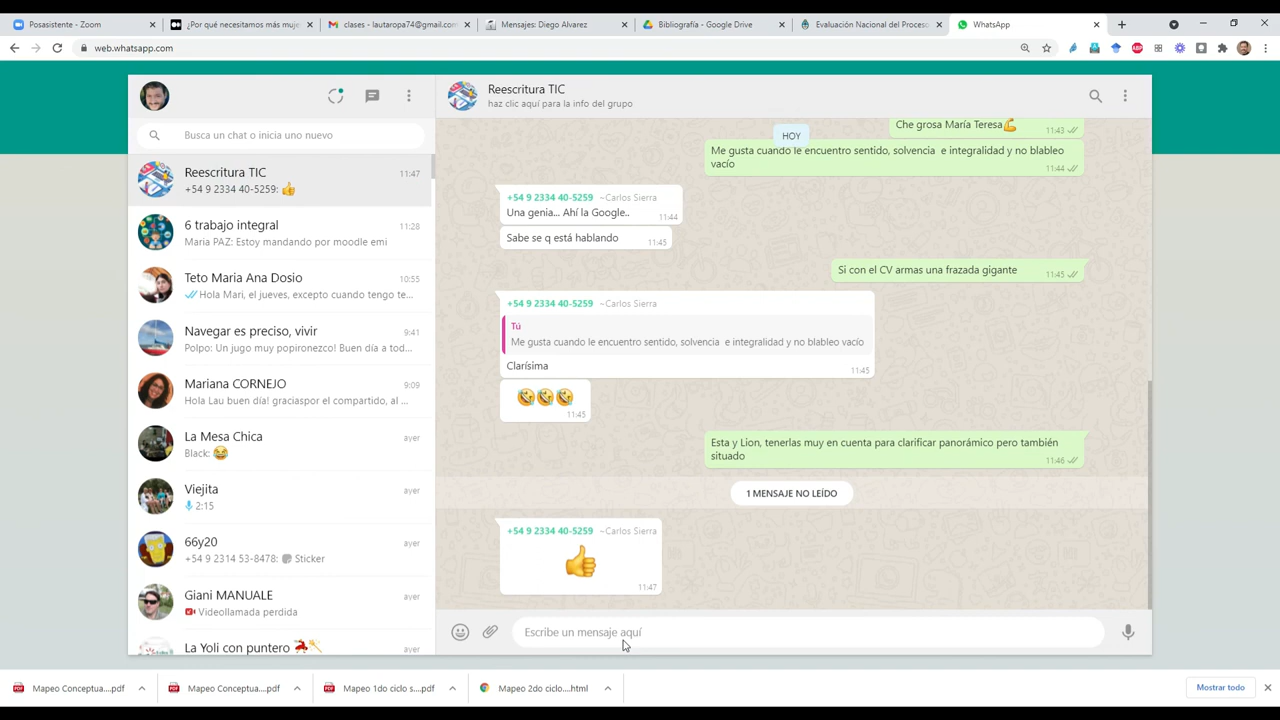 Posasistente - Zoom
¿Por qué necesitamos más muje
clases - lautaropa74@gmail.com
Mensajes: Diego Alvarez
Bibliografía - Google Drive
Evaluación Nacional del Proceso
WhatsApp
web.whatsapp.com
Busca un chat o inicia uno nuevo
Reescritura TIC 11:47
+54 9 2334 40-5259: 👍
6 trabajo integral 11:28
Maria PAZ: Estoy mandando por moodle emi
Teto Maria Ana Dosio 10:55
Hola Mari, el jueves, excepto cuando tengo te...
Navegar es preciso, vivir 9:41
Polpo: Un jugo muy popironezco! Buen día a tod...
Mariana CORNEJO 9:09
Hola Lau buen día! graciaspor el compartido, al ...
La Mesa Chica ayer
Black: 😂
Viejita ayer
2:15
66y20 ayer
+54 9 2314 53-8478: Sticker
Giani MANUALE ayer
Videollamada perdida
La Yoli con puntero ayer
Reescritura TIC
haz clic aquí para la info del grupo
Che grosa María Teresa💪 11:43
HOY
Me gusta cuando le encuentro sentido, solvencia e integralidad y no blableo
vacío 11:44
+54 9 2334 40-5259 ~Carlos Sierra
Una genia... Ahí la Google.. 11:44
Sabe se q está hablando 11:45
Si con el CV armas una frazada gigante 11:45
+54 9 2334 40-5259 ~Carlos Sierra
Tú
Me gusta cuando le encuentro sentido, solvencia e integralidad y no blableo vacío
Clarísima 11:45
11:45
Esta y Lion, tenerlas muy en cuenta para clarificar panorámico pero también
situado 11:46
1 MENSAJE NO LEÍDO
+54 9 2334 40-5259 ~Carlos Sierra
👍
11:47
Escribe un mensaje aquí
Mapeo Conceptua....pdf
Mapeo Conceptua....pdf
Mapeo 1do ciclo s....pdf
Mapeo 2do ciclo....html
Mostrar todo